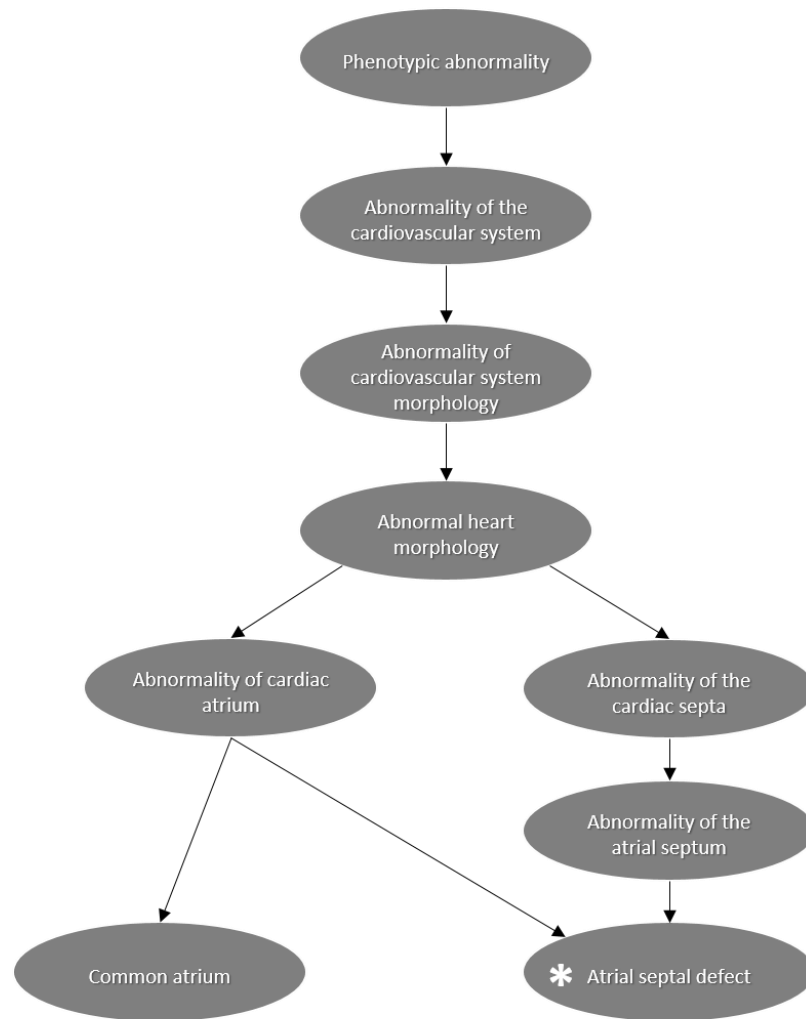 Phenotypic abnormality
Abnormality of the
cardiovascular system
Abnormality of
cardiovascular system
morphology
Abnormal heart
morphology
Abnormality of cardiac
atrium
Abnormality of the
cardiac septa
Abnormality of the
atrial septum
Common atrium
* Atrial septal defect